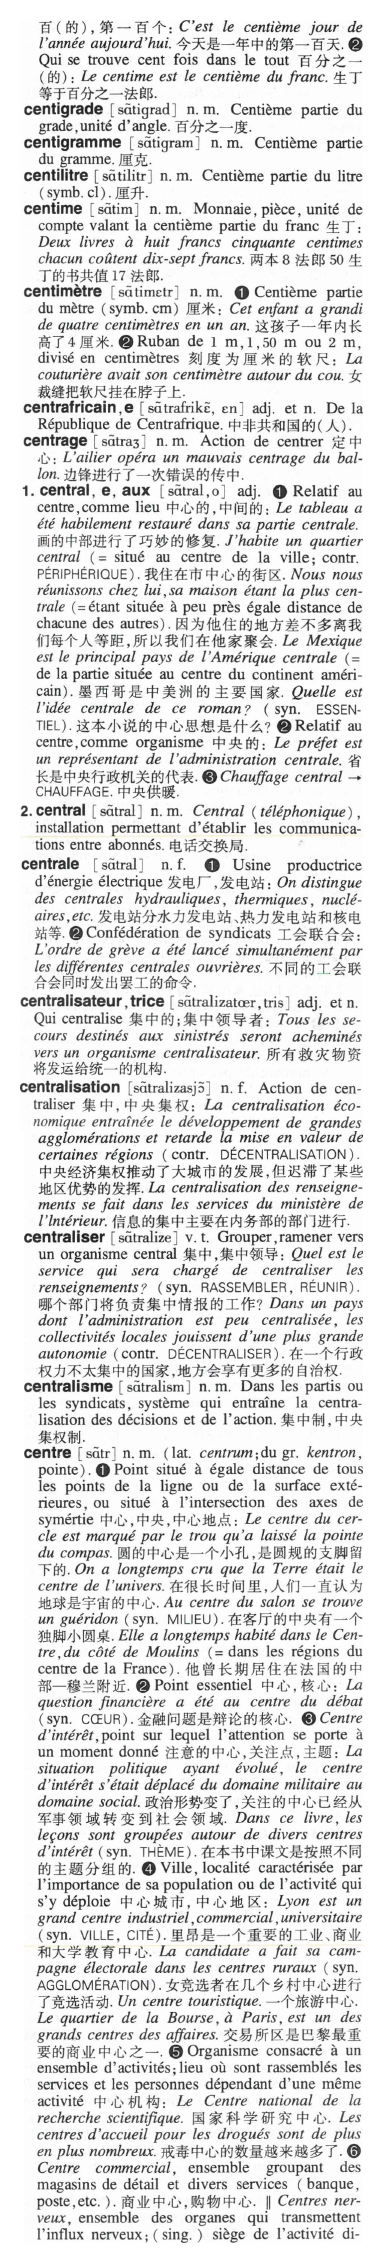 百(的),第一百个: C'est le centième jour de
l'année aujourd'hui. 今天是一年中的第一百天. ❷
Qui se trouve cent fois dans le tout 百分之一
(的): Le centime est le centième du franc. 生丁
等于百分之一法郎.
centigrade [sɑ̃tigrad] n. m. Centième partie du
grade,unité d'angle. 百分之一度.
centigramme [sɑ̃tigram] n. m. Centième partie
du gramme. 厘克.
centilitre [sɑ̃tilitr] n. m. Centième partie du litre
(symb. cl). 厘升.
centime [sɑ̃tim] n. m. Monnaie, pièce, unité de
compte valant la centième partie du franc 生丁:
Deux livres à huit francs cinquante centimes
chacun coûtent dix-sept francs. 两本 8 法郎 50 生
丁的书共值 17 法郎.
centimètre [sɑ̃timɛtr] n. m. ❶ Centième partie
du mètre (symb. cm) 厘米: Cet enfant a grandi
de quatre centimètres en un an. 这孩子一年内长
高了 4 厘米. ❷ Ruban de 1 m,1,50 m ou 2 m,
divisé en centimètres 刻度为厘米的软尺: La
couturière avait son centimètre autour du cou. 女
裁缝把软尺挂在脖子上.
centrafricain,e [sɑ̃trafrikɛ̃, ɛn] adj. et n. De la
République de Centrafrique. 中非共和国的(人).
centrage [sɑ̃traʒ] n. m. Action de centrer 定中
心: L'ailier opéra un mauvais centrage du bal-
lon. 边锋进行了一次错误的传中.
1. central, e, aux [sɑ̃tral,o] adj. ❶ Relatif au
centre,comme lieu 中心的,中间的: Le tableau a
été habilement restauré dans sa partie centrale.
画的中部进行了巧妙的修复. J'habite un quartier
central (= situé au centre de la ville; contr.
PÉRIPHÉRIQUE). 我住在市中心的街区. Nous nous
réunissons chez lui,sa maison étant la plus cen-
trale (=étant située à peu près égale distance de
chacune des autres). 因为他住的地方差不多离我
们每个人等距,所以我们在他家聚会. Le Mexique
est le principal pays de l'Amérique centrale (=
de la partie située au centre du continent améri-
cain). 墨西哥是中美洲的主要国家. Quelle est
l'idée centrale de ce roman? (syn. ESSEN-
TIEL). 这本小说的中心思想是什么? ❷ Relatif au
centre,comme organisme 中央的: Le préfet est
un représentant de l'administration centrale. 省
长是中央行政机关的代表. ❸ Chauffage central →
CHAUFFAGE. 中央供暖.
2. central [sɑ̃tral] n. m. Central (téléphonique),
installation permettant d'établir les communica-
tions entre abonnés. 电话交换局.
centrale [sɑ̃tral] n. f. ❶ Usine productrice
d'énergie électrique 发电厂,发电站: On distingue
des centrales hydrauliques, thermiques, nuclé-
aires,etc. 发电站分水力发电站、热力发电站和核电
站等. ❷ Confédération de syndicats 工会联合会:
L'ordre de grève a été lancé simultanément par
les différentes centrales ouvrières. 不同的工会联
合会同时发出罢工的命令.
centralisateur,trice [sɑ̃tralizatœr,tris] adj. et n.
Qui centralise 集中的;集中领导者: Tous les se-
cours destinés aux sinistrés seront acheminés
vers un organisme centralisateur. 所有救灾物资
将发运给统一的机构.
centralisation [sɑ̃tralizasjɔ̃] n. f. Action de cen-
traliser 集中,中央集权: La centralisation éco-
nomique entraînée le développement de grandes
agglomérations et retarde la mise en valeur de
certaines régions (contr. DÉCENTRALISATION).
中央经济集权推动了大城市的发展,但迟滞了某些
地区优势的发挥. La centralisation des renseigne-
ments se fait dans les services du ministère de
l'Intérieur. 信息的集中主要在内务部的部门进行.
centraliser [sɑ̃tralize] v. t. Grouper,ramener vers
un organisme central 集中,集中领导: Quel est le
service qui sera chargé de centraliser les
renseignements? (syn. RASSEMBLER, RÉUNIR).
哪个部门将负责集中情报的工作? Dans un pays
dont l'administration est peu centralisée, les
collectivités locales jouissent d'une plus grande
autonomie (contr. DÉCENTRALISER). 在一个行政
权力不太集中的国家,地方会享有更多的自治权.
centralisme [sɑ̃tralism] n. m. Dans les partis ou
les syndicats, système qui entraîne la centra-
lisation des décisions et de l'action. 集中制,中央
集权制.
centre [sɑ̃tr] n. m. (lat. centrum;du gr. kentron,
pointe). ❶ Point situé à égale distance de tous
les points de la ligne ou de la surface exté-
rieures, ou situé à l'intersection des axes de
symértie 中心,中央,中心地点: Le centre du cer-
cle est marqué par le trou qu'a laissé la pointe
du compas. 圆的中心是一个小孔,是圆规的支脚留
下的. On a longtemps cru que la Terre était le
centre de l'univers. 在很长时间里,人们一直认为
地球是宇宙的中心. Au centre du salon se trouve
un guéridon (syn. MILIEU). 在客厅的中央有一个
独脚小圆桌. Elle a longtemps habité dans le Cen-
tre,du côté de Moulins (= dans les régions du
centre de la France). 他曾长期居住在法国的中
部—穆兰附近. ❷ Point essentiel 中心,核心: La
question financière a été au centre du débat
(syn. CŒUR). 金融问题是辩论的核心. ❸ Centre
d'intérêt,point sur lequel l'attention se porte à
un moment donné 注意的中心,关注点,主题: La
situation politique ayant évolué, le centre
d'intérêt s'était déplacé du domaine militaire au
domaine social. 政治形势变了,关注的中心已经从
军事领域转变到社会领域. Dans ce livre, les
leçons sont groupées autour de divers centres
d'intérêt (syn. THÈME). 在本书中课文是按照不同
的主题分组的. ❹ Ville, localité caractérisée par
l'importance de sa population ou de l'activité qui
s'y déploie 中心城市,中心地区: Lyon est un
grand centre industriel,commercial,universitaire
(syn. VILLE, CITÉ). 里昂是一个重要的工业、商业
和大学教育中心. La candidate a fait sa cam-
pagne électorale dans les centres ruraux (syn.
AGGLOMÉRATION). 女竞选者在几个乡村中心进行
了竞选活动. Un centre touristique. 一个旅游中心.
Le quartier de la Bourse, à Paris, est un des
grands centres des affaires. 交易所区是巴黎最重
要的商业中心之一. ❺ Organisme consacré à un
ensemble d'activités;lieu où sont rassemblés les
services et les personnes dépendant d'une même
activité 中心机构: Le Centre national de la
recherche scientifique. 国家科学研究中心. Les
centres d'accueil pour les drogués sont de plus
en plus nombreux. 戒毒中心的数量越来越多了. ❻
Centre commercial, ensemble groupant des
magasins de détail et divers services (banque,
poste,etc.). 商业中心,购物中心. ‖ Centres ner-
veux, ensemble des organes qui transmettent
l'influx nerveux; (sing.) siège de l'activité di-